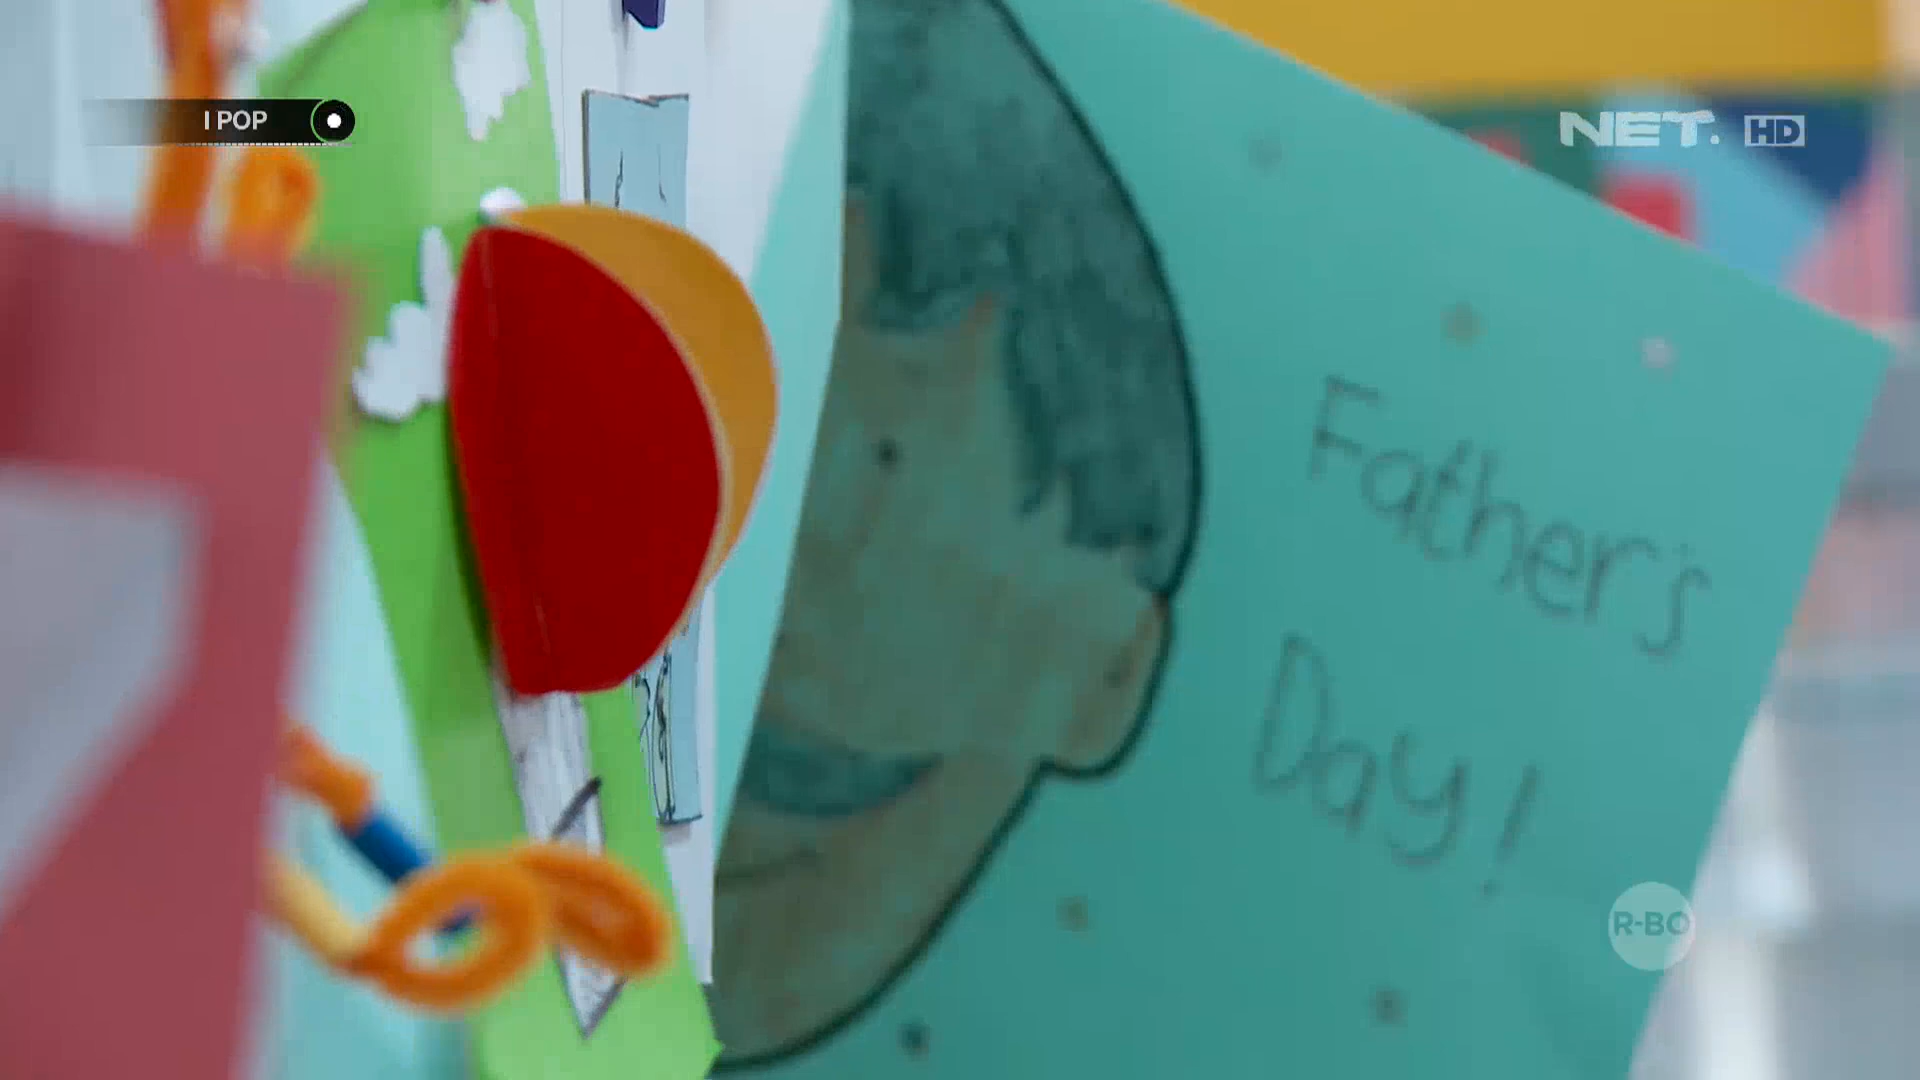 I POP
NET. HD
Father's
Day!
R-BO